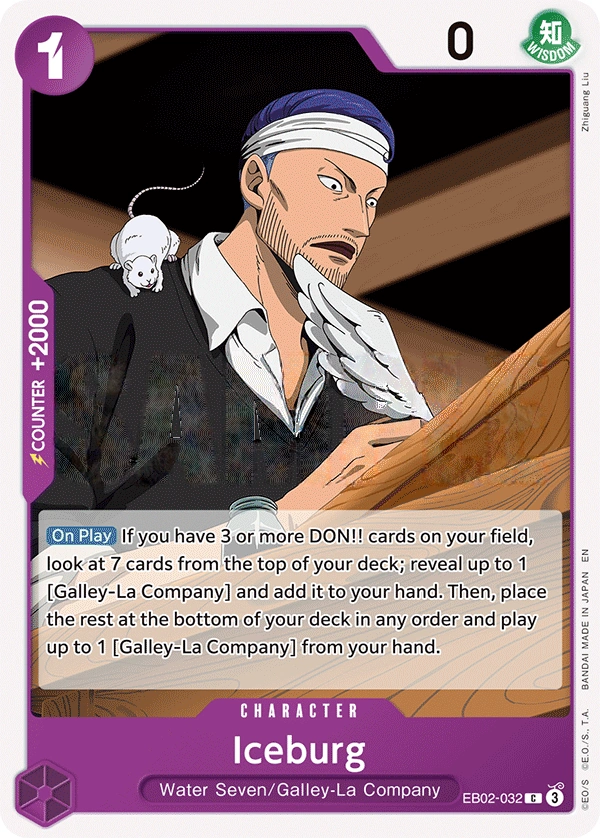 1
0
知
WISDOM
Zhiguang Liu
COUNTER +2000
On Play If you have 3 or more DON!! cards on your field,
look at 7 cards from the top of your deck; reveal up to 1
[Galley-La Company] and add it to your hand. Then, place
the rest at the bottom of your deck in any order and play
up to 1 [Galley-La Company] from your hand.
CHARACTER
Iceburg
Water Seven/Galley-La Company
EB02-032 C 3
©EO/S ©E.O./S., T.A. BANDAI MADE IN JAPAN EN